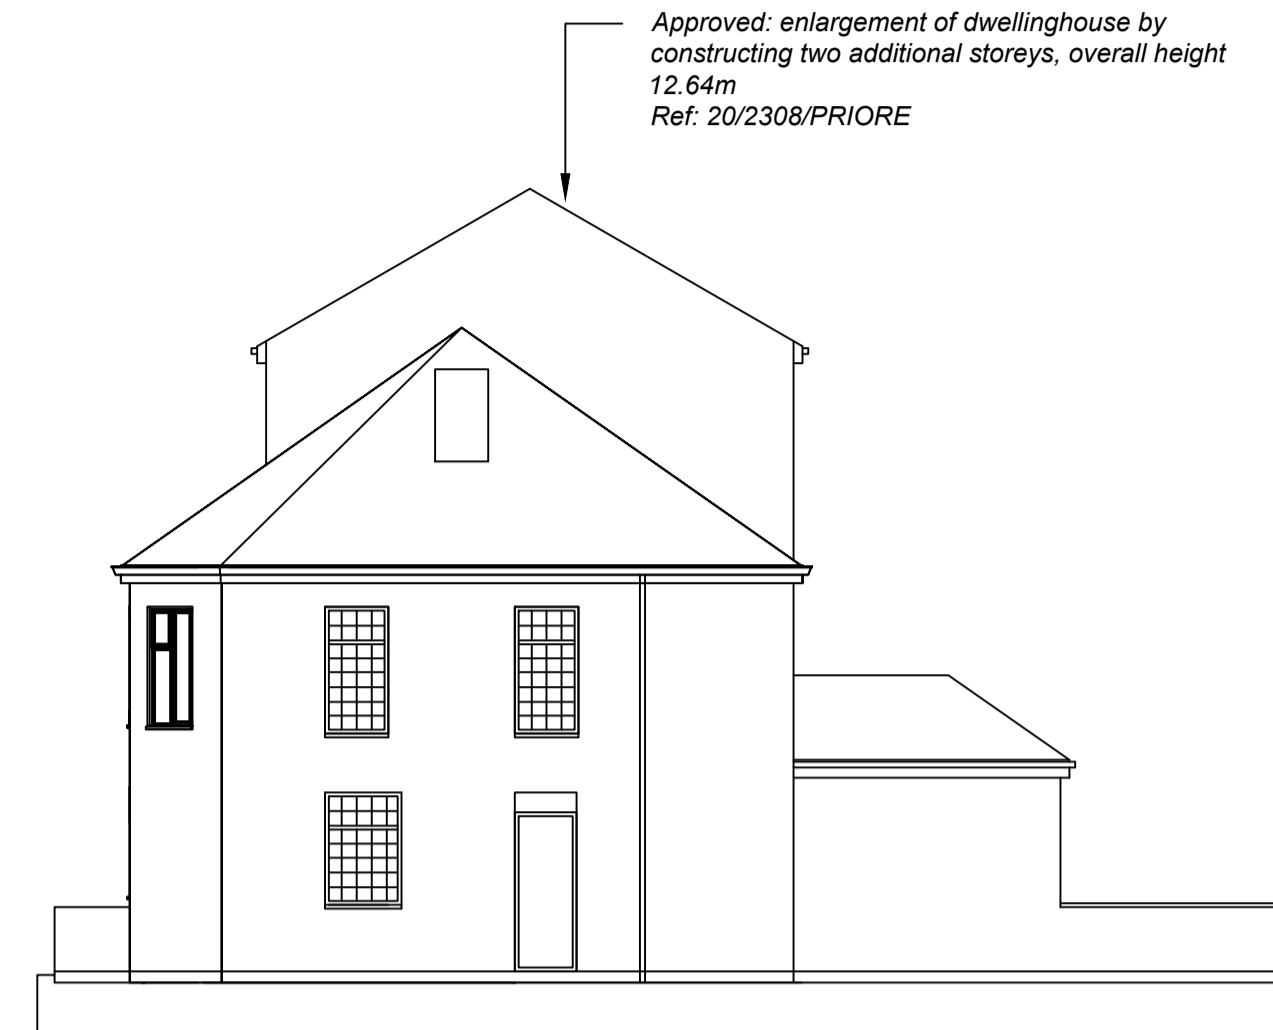 Approved: enlargement of dwellinghouse by
constructing two additional storeys, overall height
12.64m
Ref: 20/2308/PRIORE